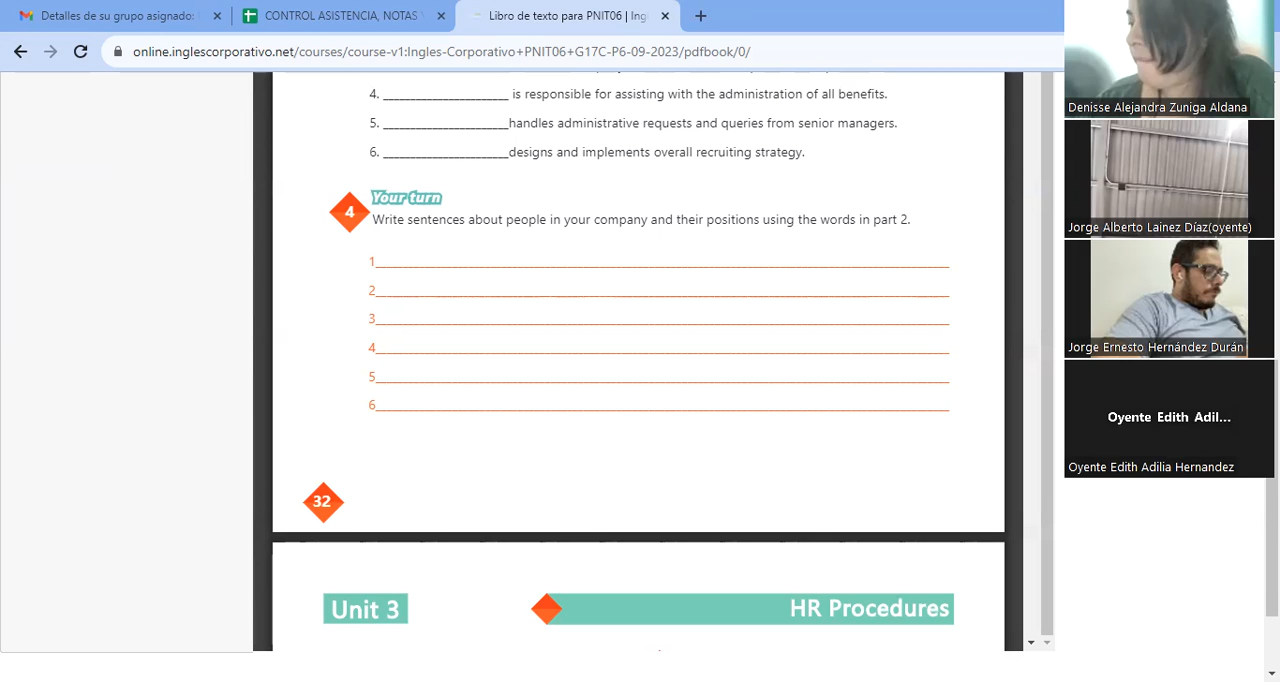 Detalles de su grupo asignado:
CONTROL ASISTENCIA, NOTAS
Libro de texto para PNIT06 | Ing
online.inglescorporativo.net/courses/course-v1:Ingles-Corporativo+PNIT06+G17C-P6-09-2023/pdfbook/0/
4. ______________________ is responsible for assisting with the administration of all benefits.
5. ______________________handles administrative requests and queries from senior managers.
6. ______________________designs and implements overall recruiting strategy.
Your turn
4
Write sentences about people in your company and their positions using the words in part 2.
1
2
3
4
5
6
32
Unit 3
HR Procedures
Denisse Alejandra Zuniga Aldana
Jorge Alberto Lainez Díaz(oyente)
Jorge Ernesto Hernández Durán
Oyente Edith Adil...
Oyente Edith Adilia Hernandez